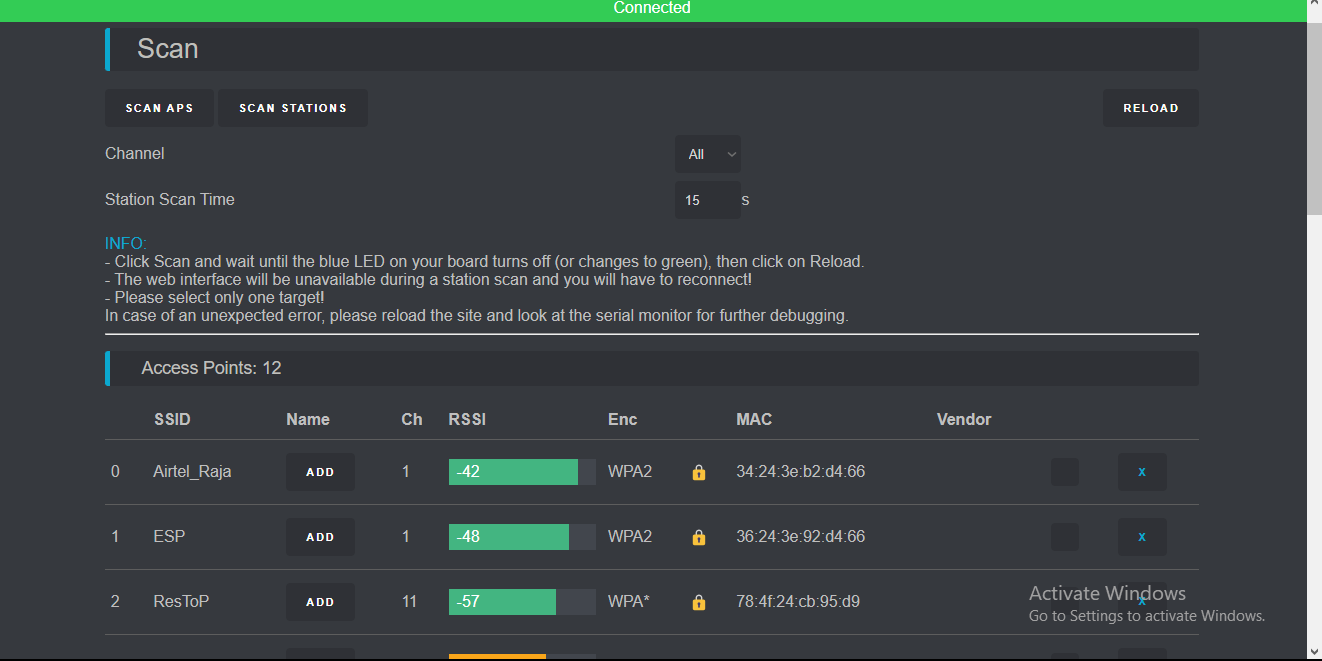 Connected
Scan
SCAN APS SCAN STATIONS RELOAD
Channel All
Station Scan Time 15 s
INFO:
- Click Scan and wait until the blue LED on your board turns off (or changes to green), then click on Reload.
- The web interface will be unavailable during a station scan and you will have to reconnect!
- Please select only one target!
In case of an unexpected error, please reload the site and look at the serial monitor for further debugging.
Access Points: 12
SSID Name Ch RSSI Enc MAC Vendor
0 Airtel_Raja ADD 1 -42 WPA2 34:24:3e:b2:d4:66 X
1 ESP ADD 1 -48 WPA2 36:24:3e:92:d4:66 X
2 ResToP ADD 11 -57 WPA* 78:4f:24:cb:95:d9 X
Activate Windows
Go to Settings to activate Windows.